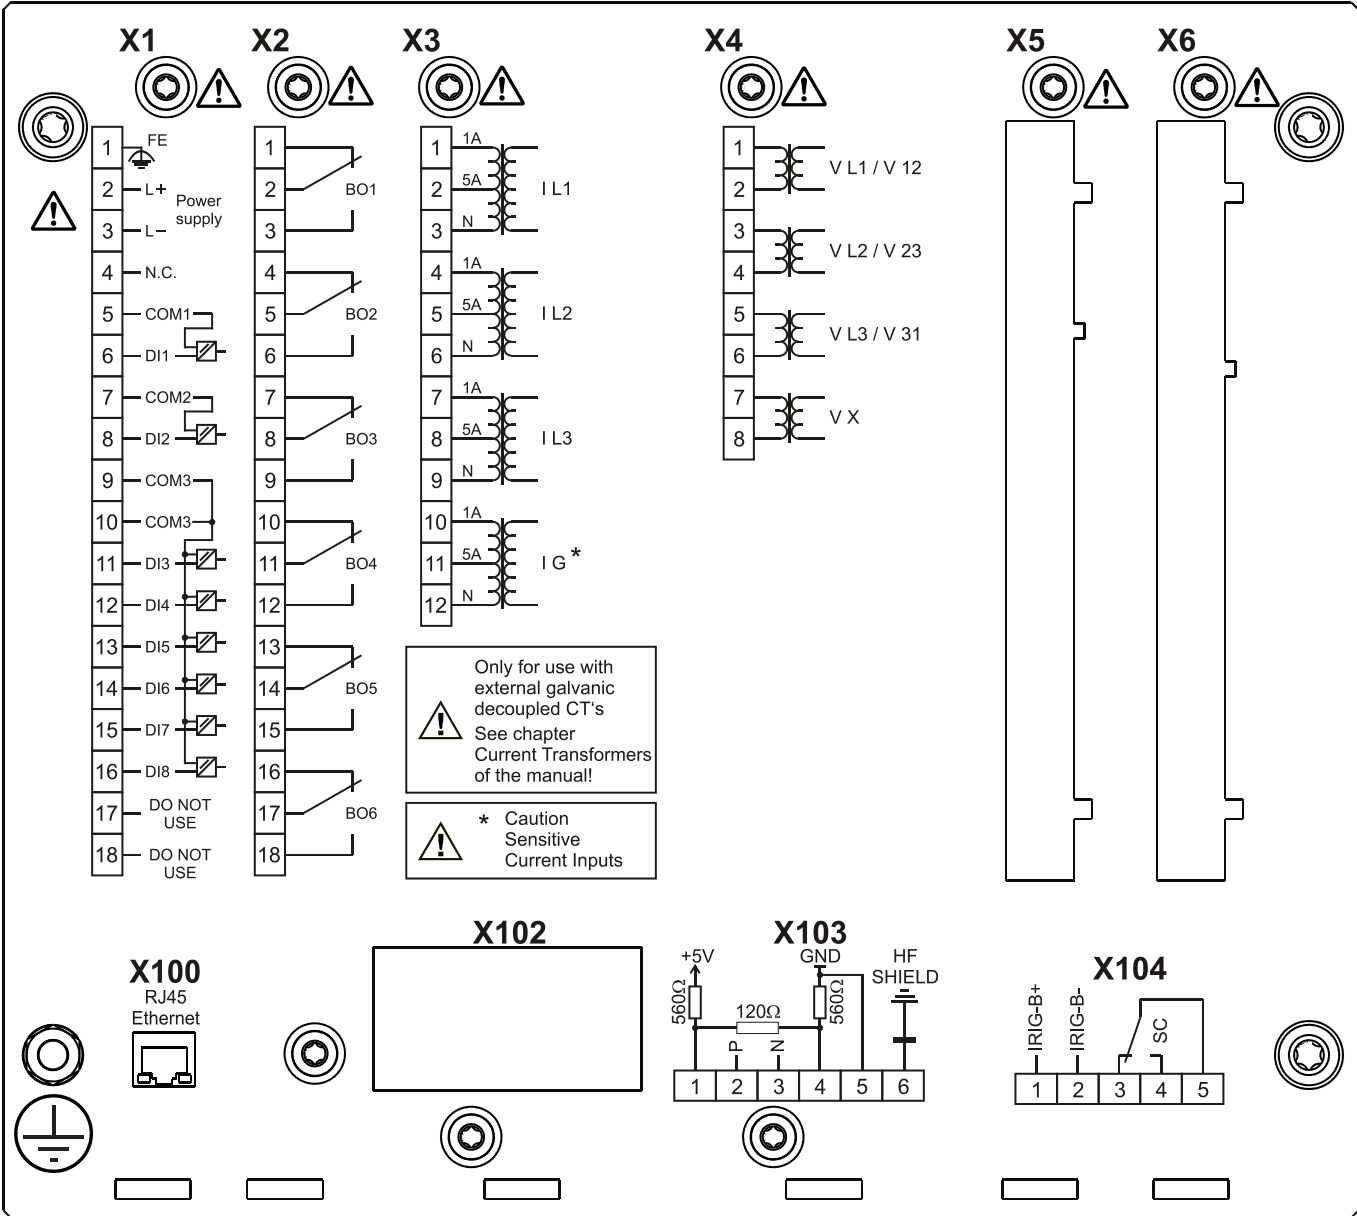 X1
X2
X3
X4
X5
X6
1 FE
2 L+
Power
supply
3 L−
4 N.C.
5 COM1
6 DI1
7 COM2
8 DI2
9 COM3
10 COM3
11 DI3
12 DI4
13 DI5
14 DI6
15 DI7
16 DI8
17 DO NOT
USE
18 DO NOT
USE
1
2 BO1
3
4
5 BO2
6
7
8 BO3
9
10
11 BO4
12
13
14 BO5
15
16
17 BO6
18
1 1A
2 5A I L1
3 N
4 1A
5 5A I L2
6 N
7 1A
8 5A I L3
9 N
10 1A
11 5A I G*
12 N
Only for use with
external galvanic
decoupled CT‘s
See chapter
Current Transformers
of the manual!
* Caution
Sensitive
Current Inputs
1
V L1 / V 12
2
3
V L2 / V 23
4
5
V L3 / V 31
6
7
V X
8
X100
RJ45
Ethernet
X102
X103
+5V
GND
HF
SHIELD
560Ω
120Ω
560Ω
P
N
1 2 3 4 5 6
X104
IRIG-B+
IRIG-B-
SC
1 2 3 4 5